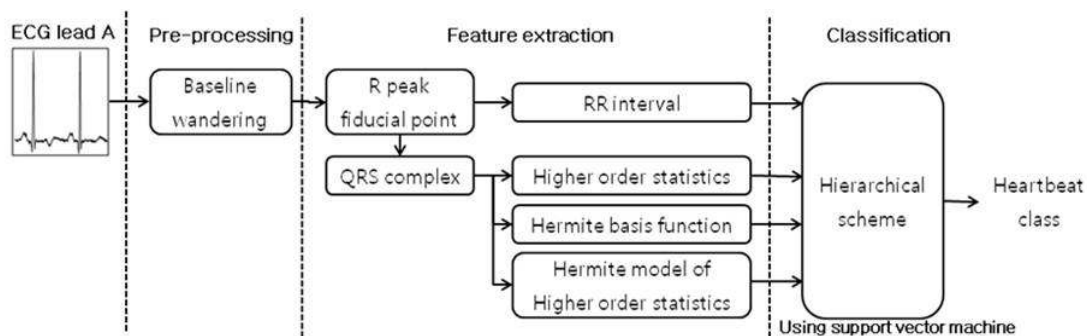 ECG lead A
Pre-processing
Feature extraction
Classification
Baseline
wandering
R peak
fiducial point
RR interval
QRS complex
Higher order statistics
Hermite basis function
Hermite model of
Higher order statistics
Hierarchical
scheme
Heartbeat
class
Using support vector machine